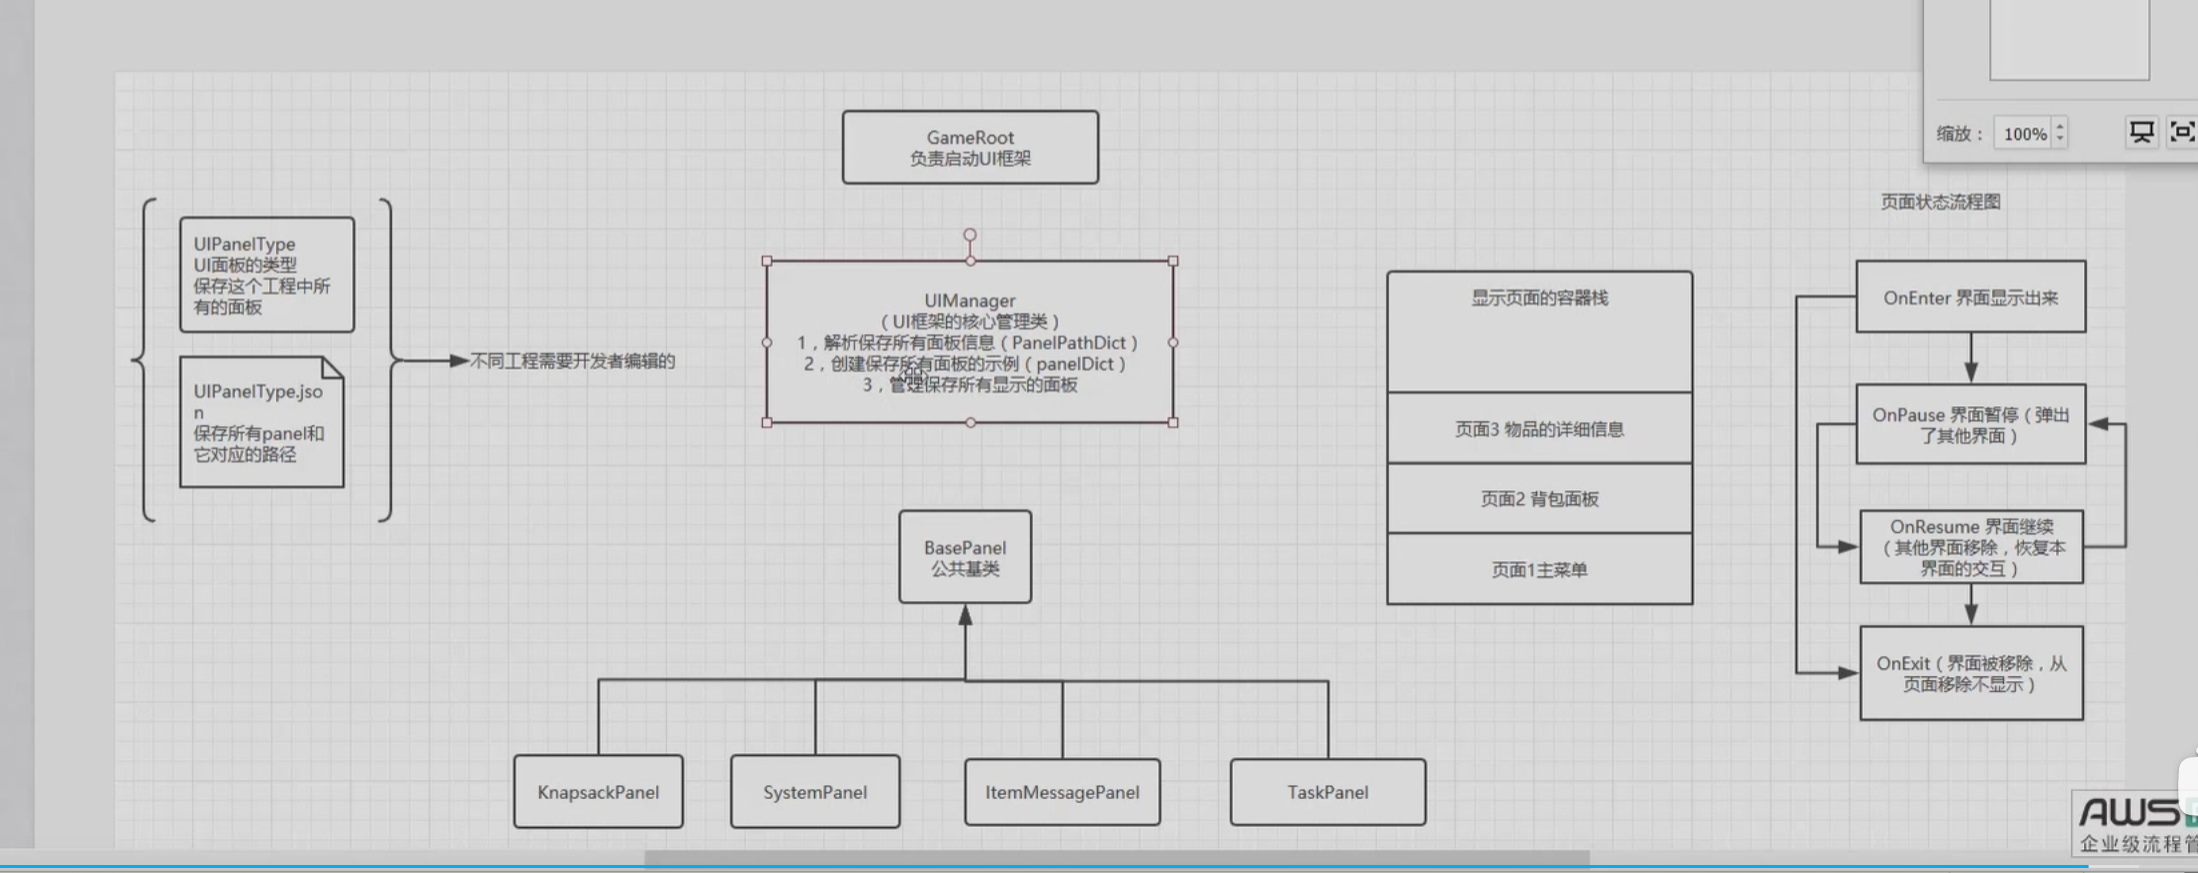 缩放：
100%
GameRoot
负责启动UI框架
页面状态流程图
UIPanelType
UI面板的类型
保存这个工程中所
有的面板
UIPanelType.jso
n
保存所有panel和
它对应的路径
不同工程需要开发者编辑的
UIManager
（UI框架的核心管理类）
1，解析保存所有面板信息（PanelPathDict）
2，创建保存所有面板的示例（panelDict）
3，管理保存所有显示的面板
显示页面的容器栈
页面3 物品的详细信息
页面2 背包面板
页面1主菜单
OnEnter 界面显示出来
OnPause 界面暂停（弹出
了其他界面）
OnResume 界面继续
（其他界面移除，恢复本
界面的交互）
OnExit（界面被移除，从
页面移除不显示）
BasePanel
公共基类
KnapsackPanel
SystemPanel
ItemMessagePanel
TaskPanel
AWS
企业级流程管